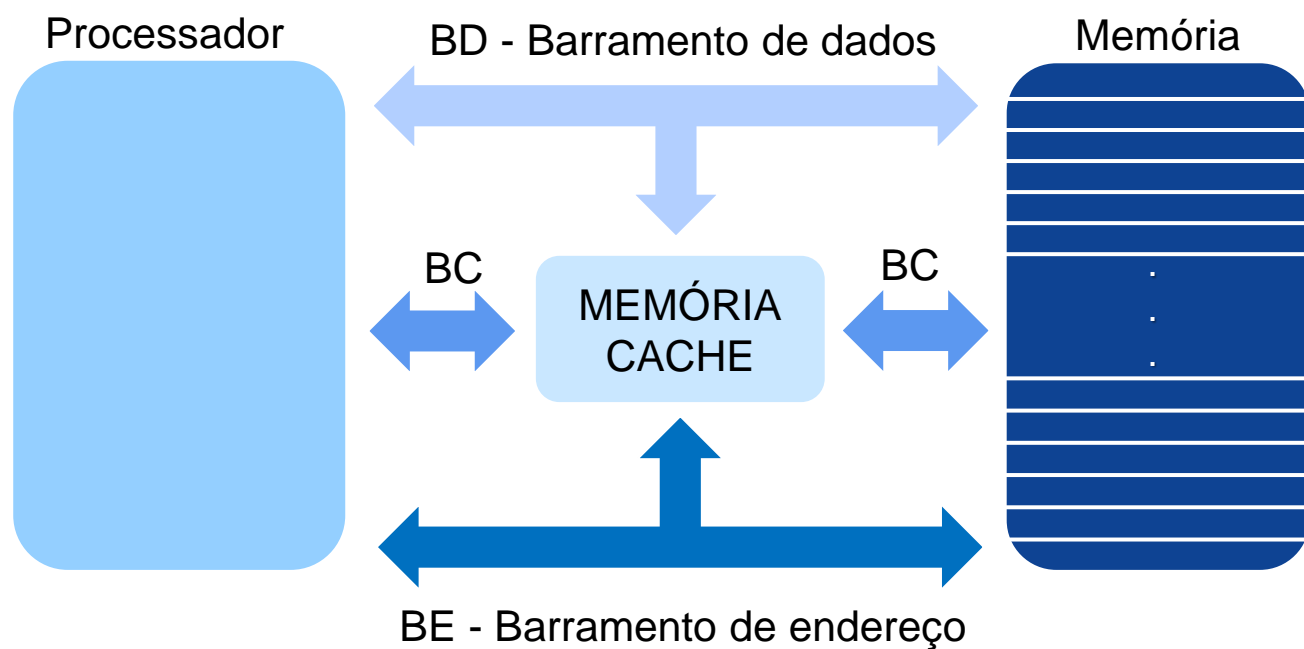 Processador
BD - Barramento de dados
Memória
BC
BC
MEMÓRIA
CACHE
.
.
.
BE - Barramento de endereço